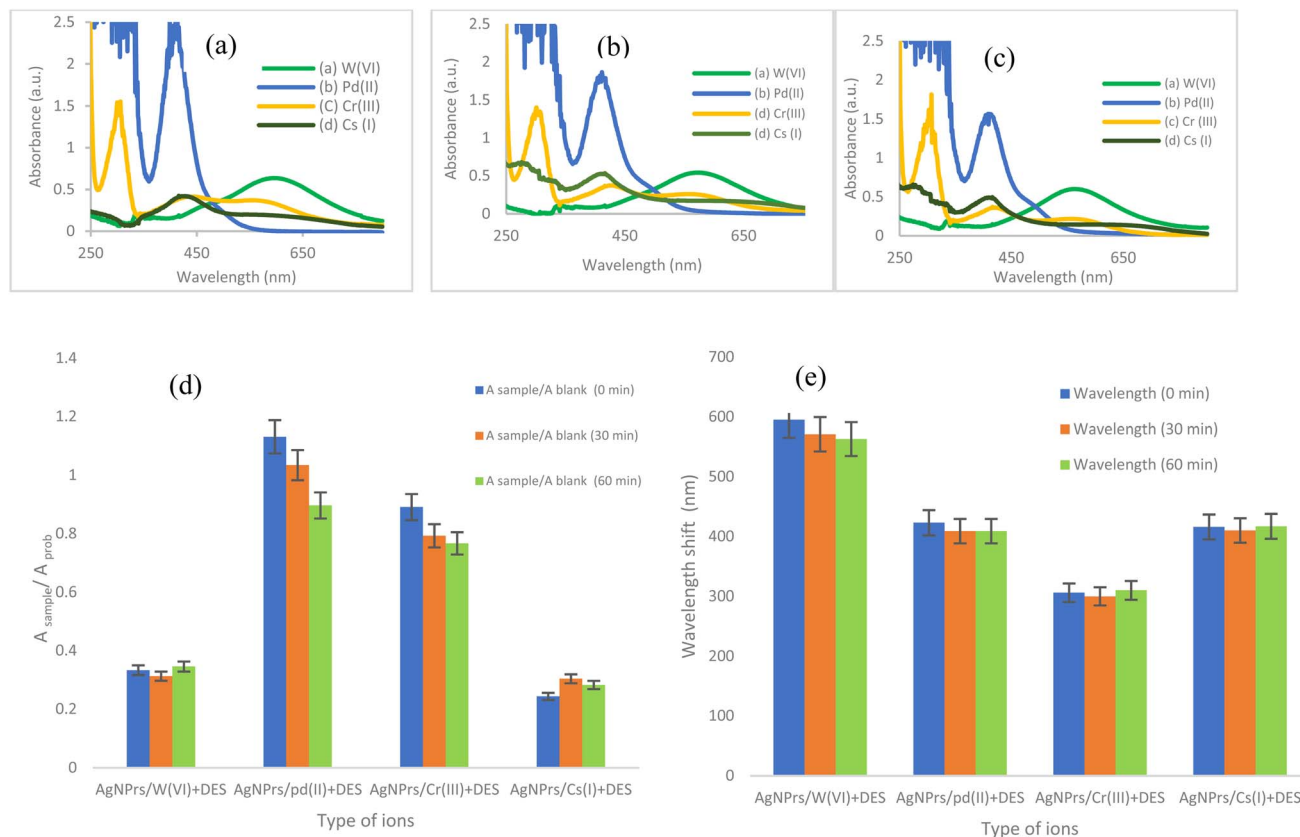 (a)
Absorbance (a.u.)
2.5
2
1.5
1
0.5
0
250
450
650
Wavelength (nm)
(a) W(VI)
(b) Pd(II)
(C) Cr(III)
(d) Cs (I)
(b)
Absorbance (a.u.)
2.5
2
1.5
1
0.5
0
250
450
650
Wavelength (nm)
(a) W(VI)
(b) Pd(II)
(d) Cr(III)
(d) Cs (I)
(c)
Absorbance (a.u.)
2.5
2
1.5
1
0.5
0
250
450
650
Wavelength (nm)
(a) W(VI)
(b) Pd(II)
(c) Cr (III)
(d) Cs (I)
(d)
A sample/ A prob
1.4
1.2
1
0.8
0.6
0.4
0.2
0
A sample/A blank (0 min)
A sample/A blank (30 min)
A sample/A blank (60 min)
AgNPrs/W(VI)+DES AgNPrs/pd(II)+DES AgNPrs/Cr(III)+DES AgNPrs/Cs(I)+DES
Type of ions
(e)
Wavelength shift (nm)
700
600
500
400
300
200
100
0
Wavelength (0 min)
Wavelength (30 min)
Wavelength (60 min)
AgNPrs/W(VI)+DES AgNPrs/pd(II)+DES AgNPrs/Cr(III)+DES AgNPrs/Cs(I)+DES
Type of ions